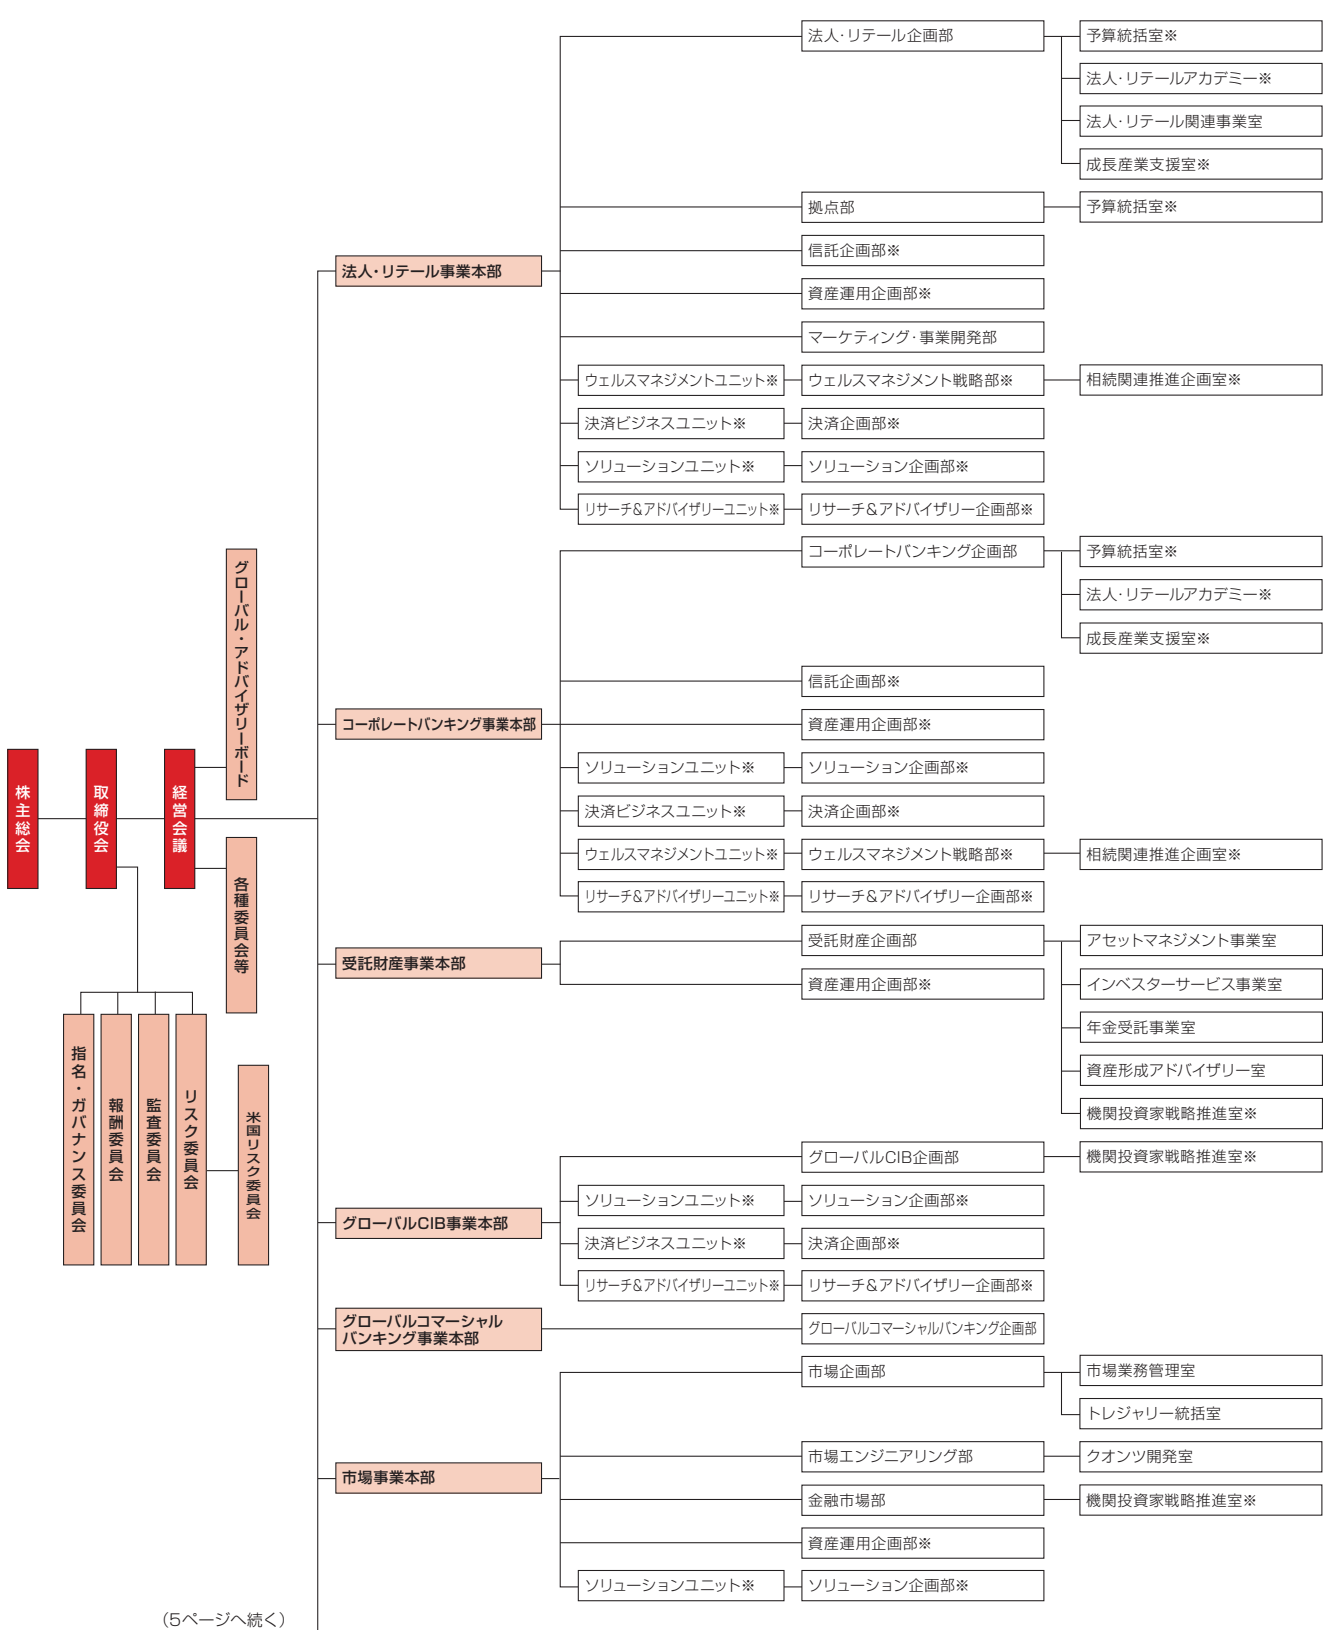 株主総会
取締役会
経営会議
グローバル・アドバイザリーボード
各種委員会等
指名・ガバナンス委員会
報酬委員会
監査委員会
リスク委員会
米国リスク委員会
法人・リテール事業本部
法人・リテール企画部
予算統括室※
法人・リテールアカデミー※
法人・リテール関連事業室
成長産業支援室※
拠点部
予算統括室※
信託企画部※
資産運用企画部※
マーケティング・事業開発部
ウェルスマネジメントユニット※
ウェルスマネジメント戦略部※
相続関連推進企画室※
決済ビジネスユニット※
決済企画部※
ソリューションユニット※
ソリューション企画部※
リサーチ&アドバイザリーユニット※
リサーチ&アドバイザリー企画部※
コーポレートバンキング事業本部
コーポレートバンキング企画部
予算統括室※
法人・リテールアカデミー※
成長産業支援室※
信託企画部※
資産運用企画部※
ソリューションユニット※
ソリューション企画部※
決済ビジネスユニット※
決済企画部※
ウェルスマネジメントユニット※
ウェルスマネジメント戦略部※
相続関連推進企画室※
リサーチ&アドバイザリーユニット※
リサーチ&アドバイザリー企画部※
受託財産事業本部
受託財産企画部
アセットマネジメント事業室
インベスターサービス事業室
年金受託事業室
資産形成アドバイザリー室
機関投資家戦略推進室※
資産運用企画部※
グローバルCIB事業本部
グローバルCIB企画部
機関投資家戦略推進室※
ソリューションユニット※
ソリューション企画部※
決済ビジネスユニット※
決済企画部※
リサーチ&アドバイザリーユニット※
リサーチ&アドバイザリー企画部※
グローバルコマーシャル
バンキング事業本部
グローバルコマーシャルバンキング企画部
市場事業本部
市場企画部
市場業務管理室
トレジャリー統括室
市場エンジニアリング部
クオンツ開発室
金融市場部
機関投資家戦略推進室※
資産運用企画部※
ソリューションユニット※
ソリューション企画部※
(5ページへ続く)